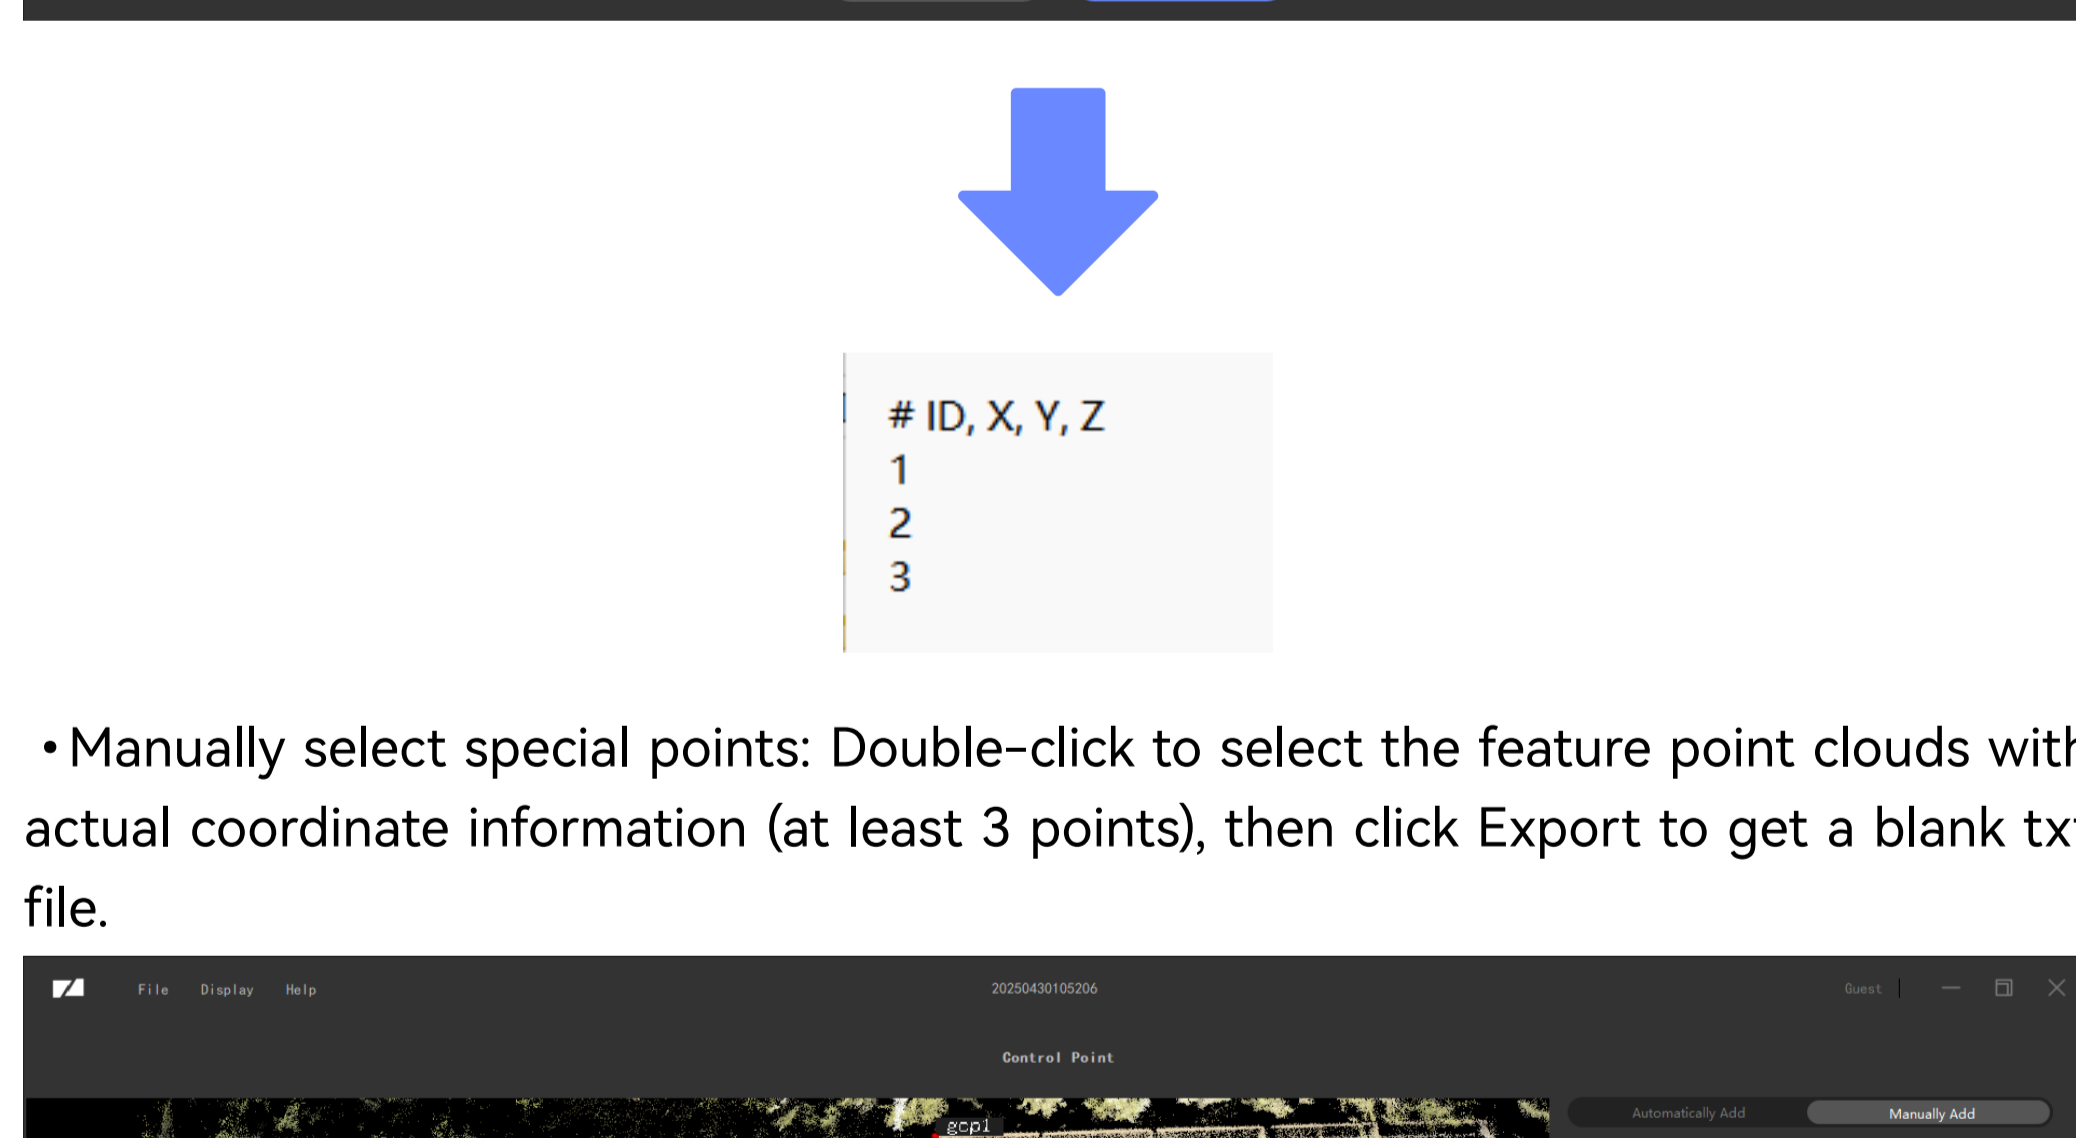 # ID, X, Y, Z
1
2
3
•Manually select special points: Double-click to select the feature point clouds with
actual coordinate information (at least 3 points), then click Export to get a blank txt
file.
File Display Help 20250430105206 Guest
Control Point
Automatically Add Manually Add
gcp1